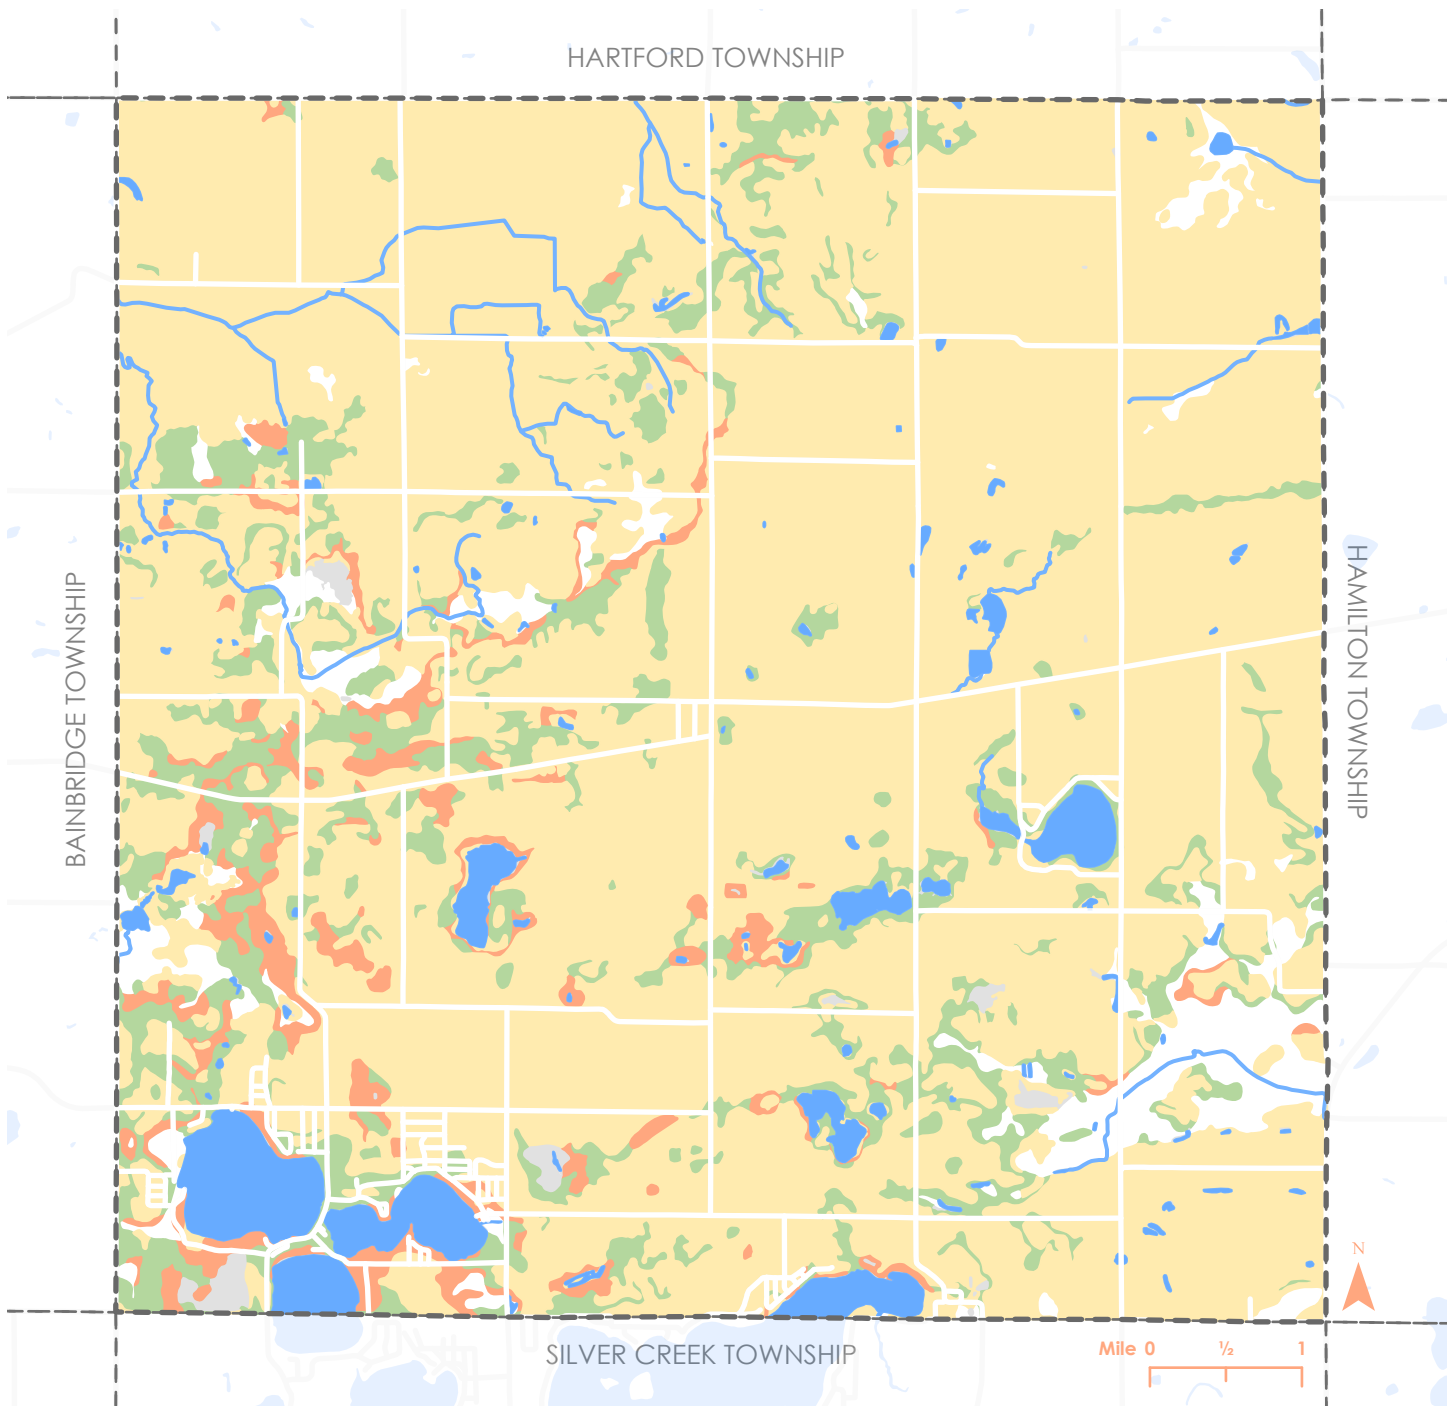 HARTFORD TOWNSHIP
BAINBRIDGE TOWNSHIP
HAMILTON TOWNSHIP
N
SILVER CREEK TOWNSHIP
Mile 0 ½ 1